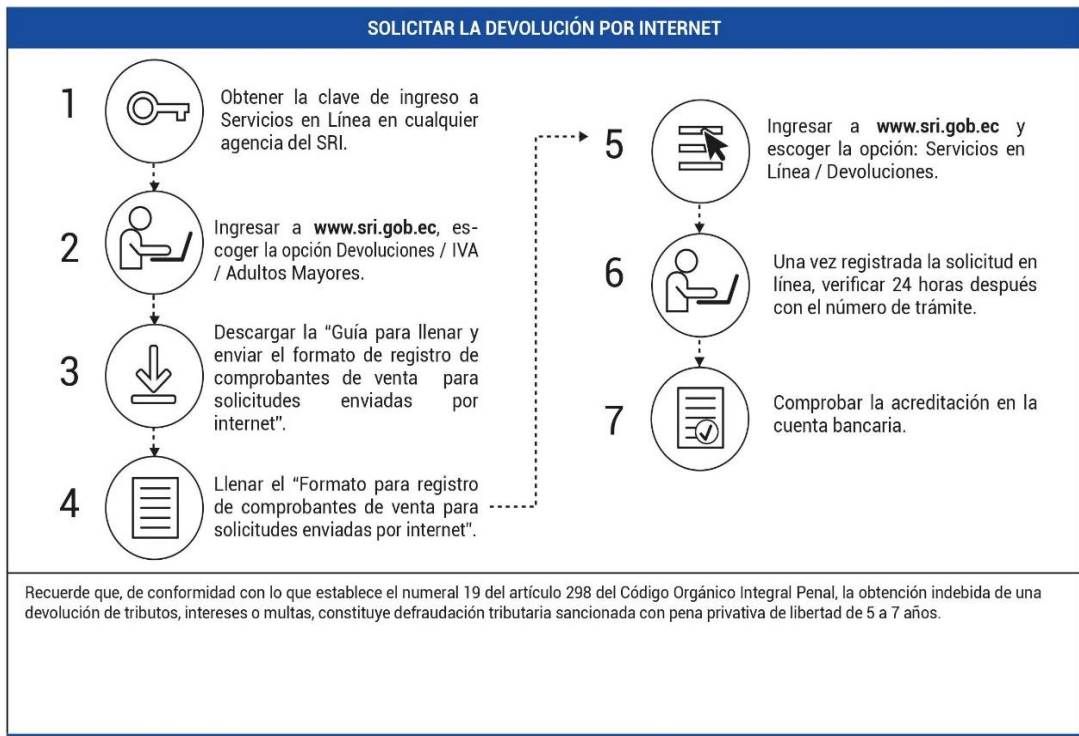 SOLICITAR LA DEVOLUCIÓN POR INTERNET
1
Obtener la clave de ingreso a
Servicios en Línea en cualquier
agencia del SRI.
2
Ingresar a www.sri.gob.ec, es-
coger la opción Devoluciones / IVA
/ Adultos Mayores.
3
Descargar la “Guía para llenar y
enviar el formato de registro de
comprobantes de venta para
solicitudes enviadas por
internet”.
4
Llenar el “Formato para registro
de comprobantes de venta para
solicitudes enviadas por internet”.
5
Ingresar a www.sri.gob.ec y
escoger la opción: Servicios en
Línea / Devoluciones.
6
Una vez registrada la solicitud en
línea, verificar 24 horas después
con el número de trámite.
7
Comprobar la acreditación en la
cuenta bancaria.
Recuerde que, de conformidad con lo que establece el numeral 19 del artículo 298 del Código Orgánico Integral Penal, la obtención indebida de una
devolución de tributos, intereses o multas, constituye defraudación tributaria sancionada con pena privativa de libertad de 5 a 7 años.